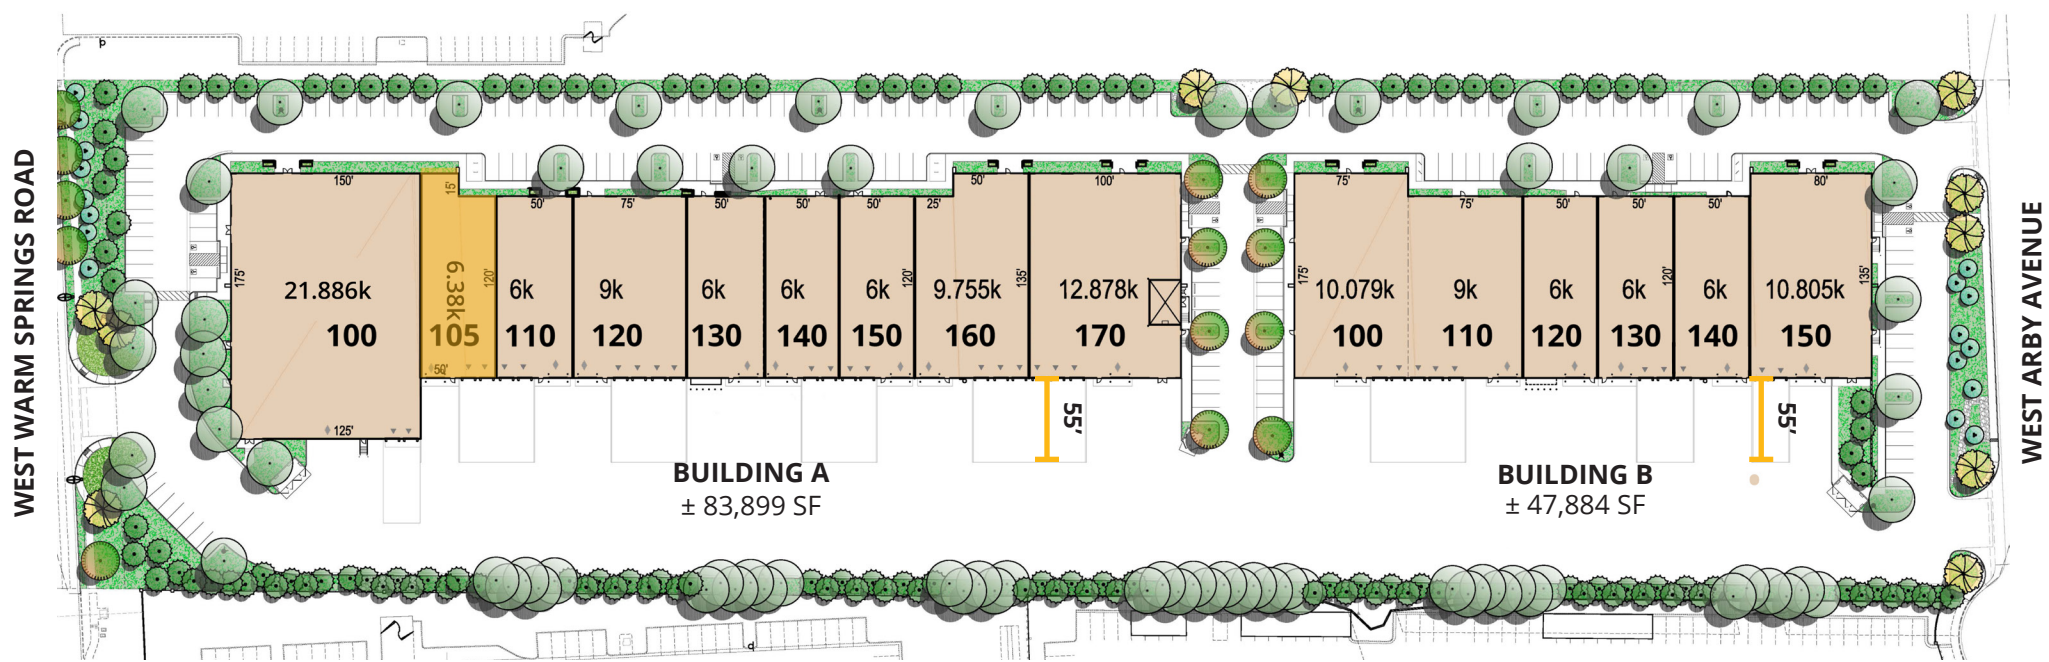 WEST WARM SPRINGS ROAD
150'
175'
21.886k
100
125'
15'
6.38k
120'
105
50'
50'
6k
110
75'
9k
120
50'
6k
130
50'
6k
140
50'
6k
120'
150
25'
50'
9.755k
135'
160
100'
12.878k
170
55'
BUILDING A
± 83,899 SF
75'
175'
10.079k
100
75'
9k
110
50'
6k
120
50'
6k
120'
130
50'
6k
140
80'
10.805k
135'
150
55'
BUILDING B
± 47,884 SF
WEST ARBY AVENUE